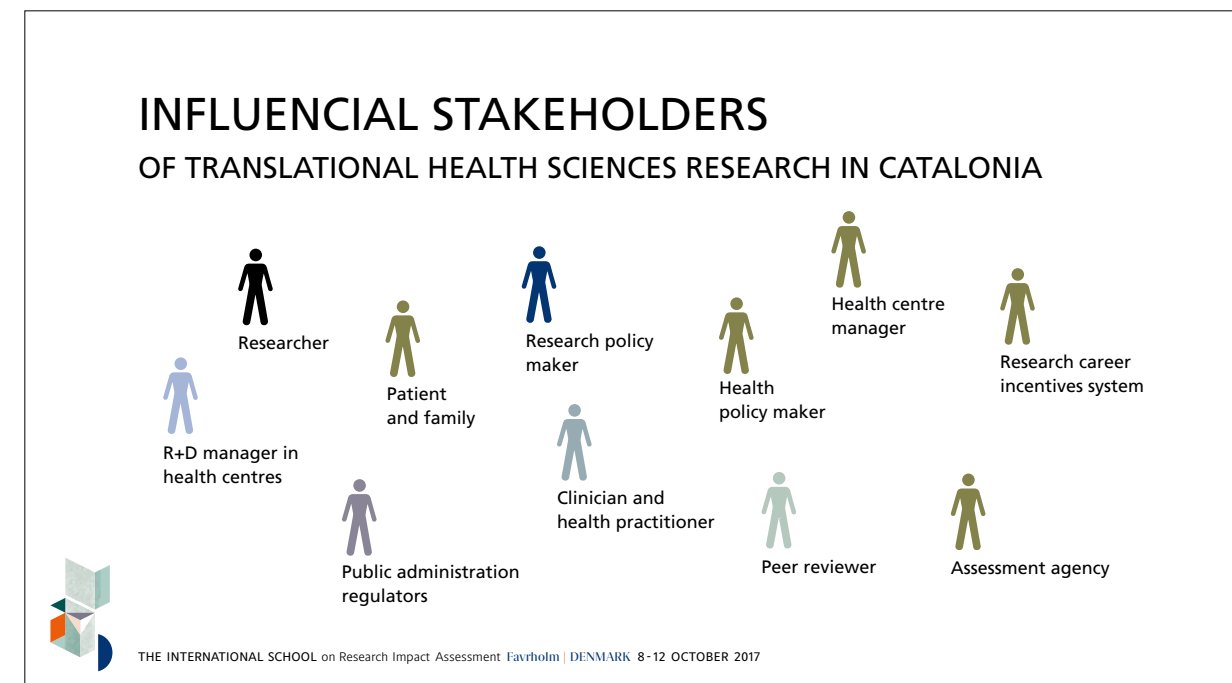 INFLUENCIAL STAKEHOLDERS
OF TRANSLATIONAL HEALTH SCIENCES RESEARCH IN CATALONIA
Researcher
Patient
and family
Research policy
maker
Health
policy maker
Health centre
manager
Research career
incentives system
R+D manager in
health centres
Public administration
regulators
Clinician and
health practitioner
Peer reviewer
Assessment agency
THE INTERNATIONAL SCHOOL on Research Impact Assessment Favrholm | DENMARK 8-12 OCTOBER 2017